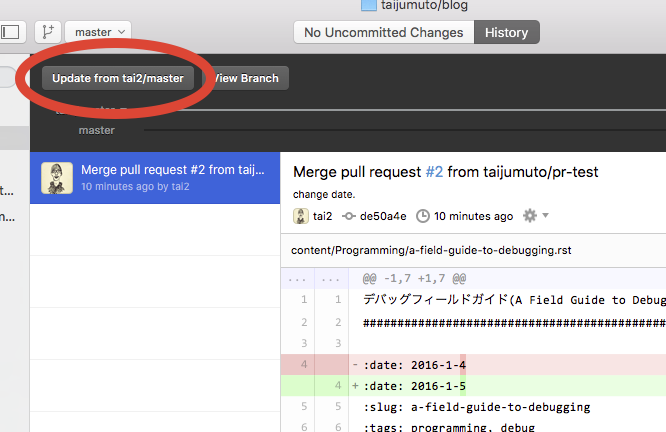 taijumuto/blog
master
No Uncommitted Changes
History
Update from tai2/master
View Branch
master
Merge pull request #2 from taij...
10 minutes ago by tai2
Merge pull request #2 from taijumuto/pr-test
change date.
tai2 de50a4e 10 minutes ago
content/Programming/a-field-guide-to-debugging.rst
... ... @@ -1,7 +1,7 @@
1 1 デバッグフィールドガイド(A Field Guide to Debug
2 2 ############################################
3 3
4 - :date: 2016-1-4
4 + :date: 2016-1-5
5 5 :slug: a-field-guide-to-debugging
6 6 :tags: programming, debug